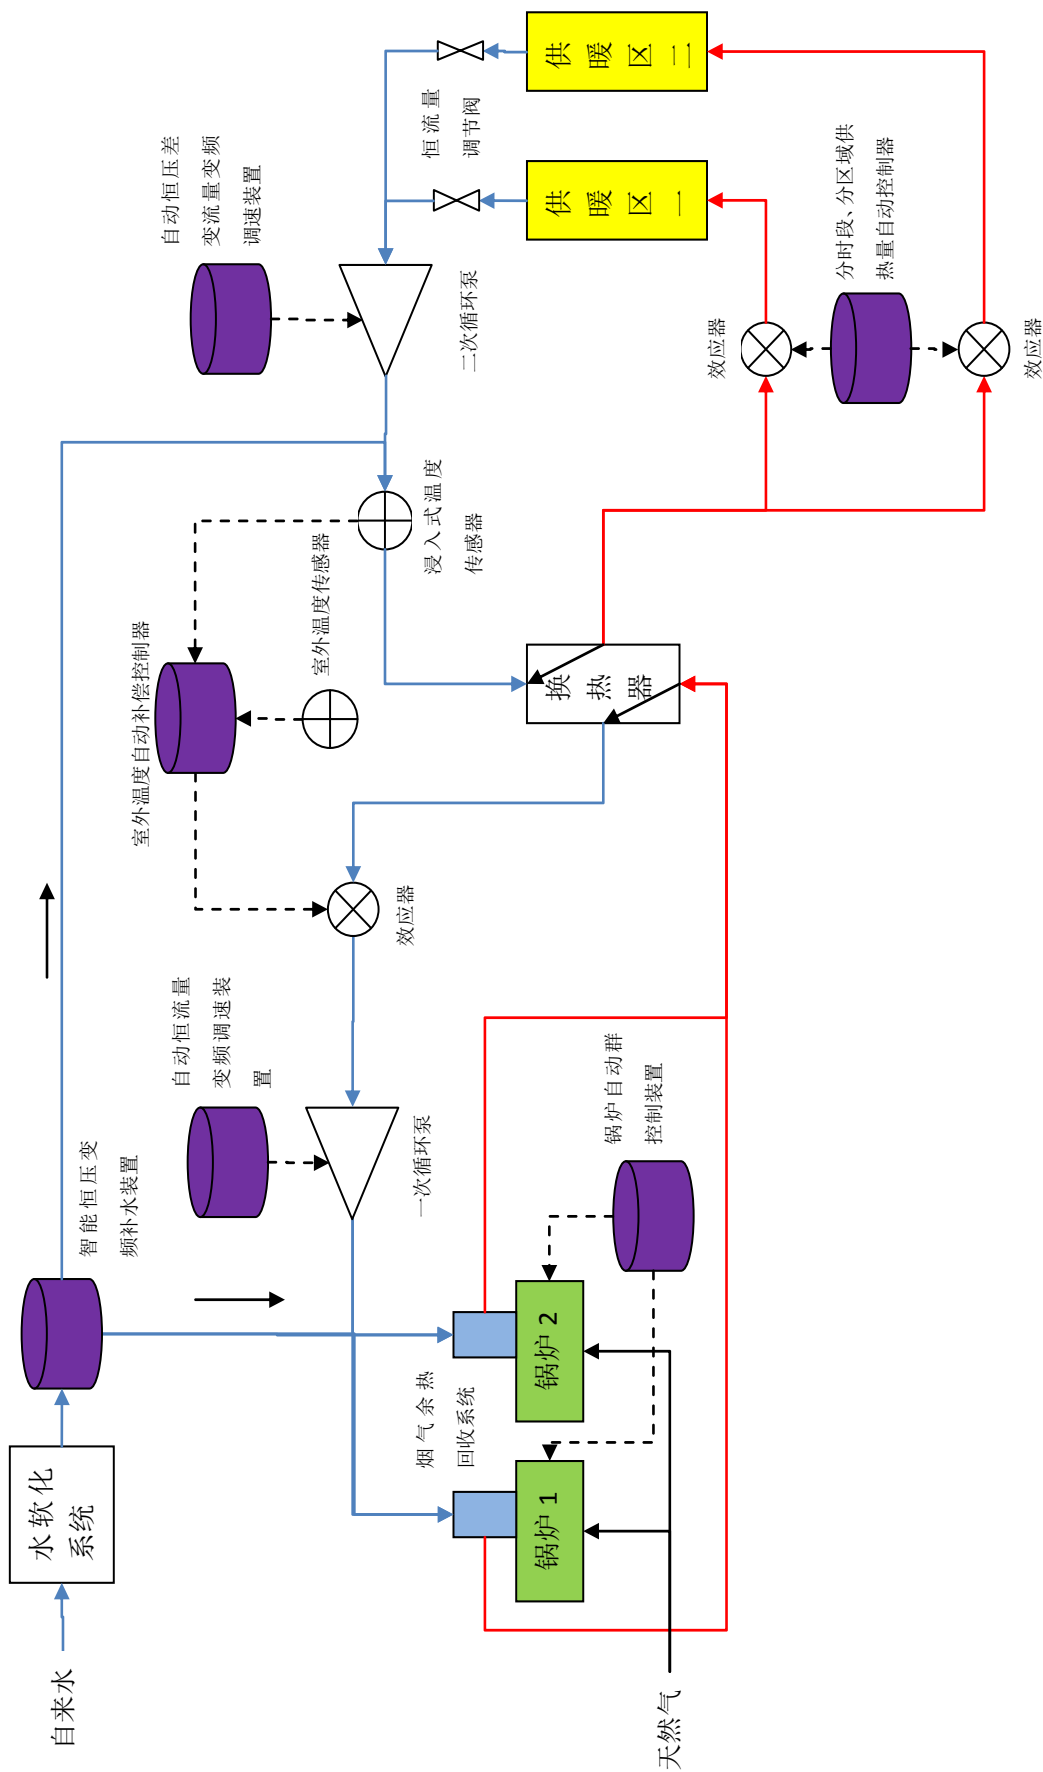 自来水
水软化
系统
智能恒压变
频补水装置
自动恒流量
变频调速装
置
一次循环泵
烟气余热
回收系统
锅炉1
锅炉2
天然气
锅炉自动群
控制装置
效应器
室外温度自动补偿控制器
室外温度传感器
换热器
浸入式温度
传感器
自动恒压差
变流量变频
调速装置
二次循环泵
恒流量
调节阀
供暖区一
供暖区二
效应器
分时段、分区域供
热量自动控制器
效应器